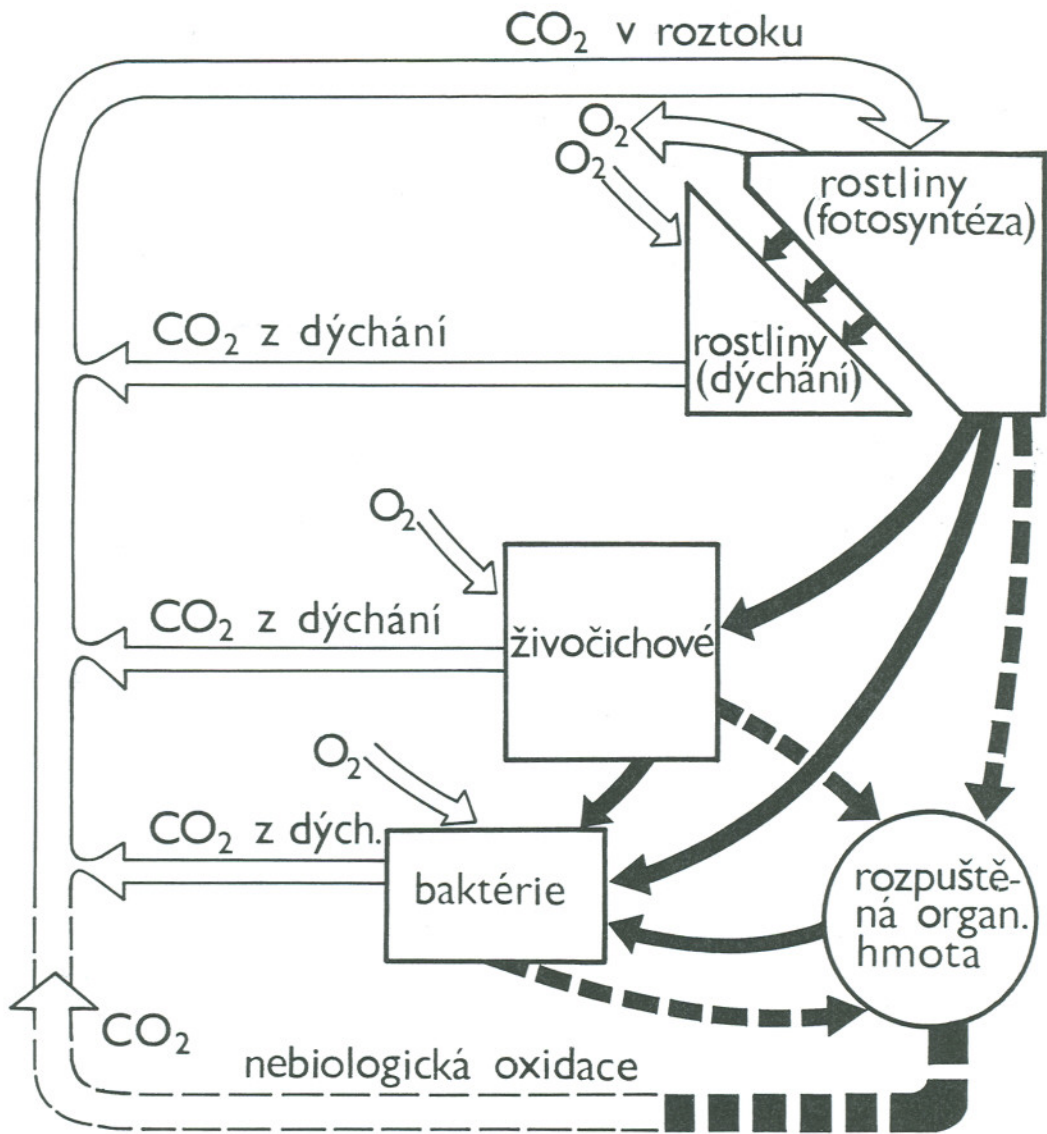 CO₂ v roztoku
O₂
O₂
rostliny
(fotosyntéza)
CO₂ z dýchání
rostliny
(dýchání)
O₂
CO₂ z dýchání
živočichové
O₂
CO₂ z dých.
baktérie
rozpuště-
ná organ.
hmota
CO₂
nebiologická oxidace